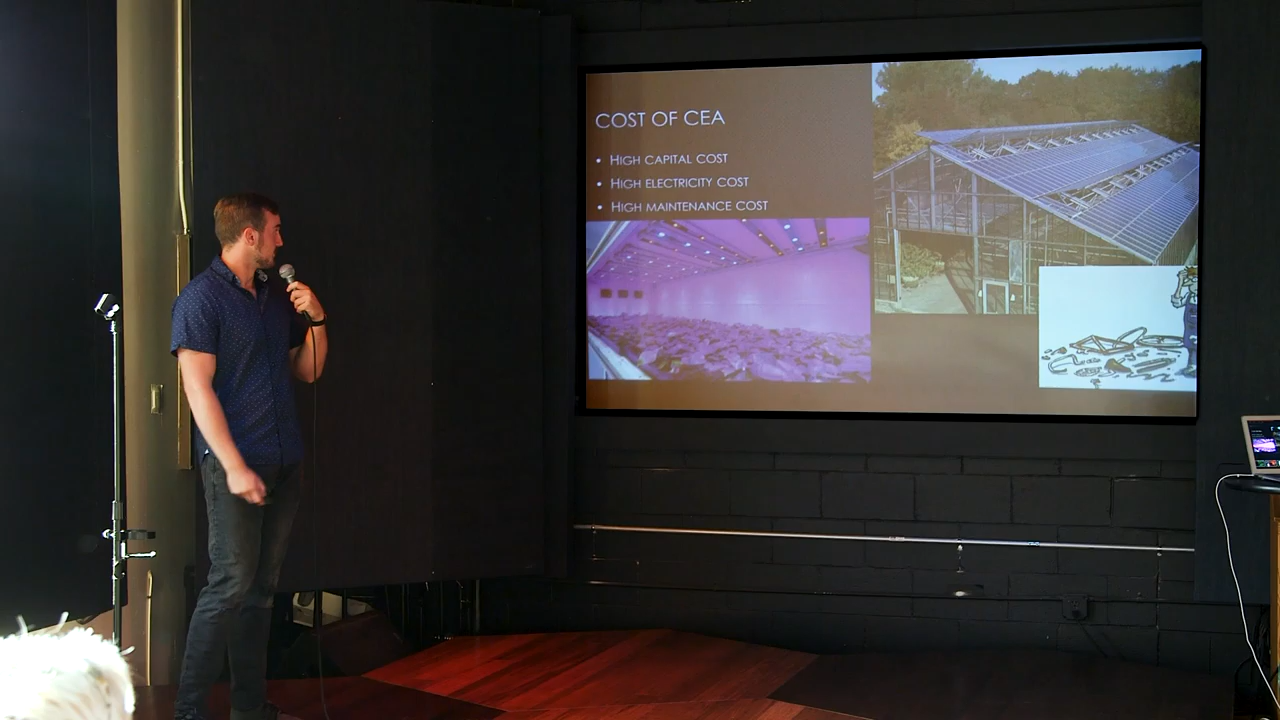 COST OF CEA
• HIGH CAPITAL COST
• HIGH ELECTRICITY COST
• HIGH MAINTENANCE COST